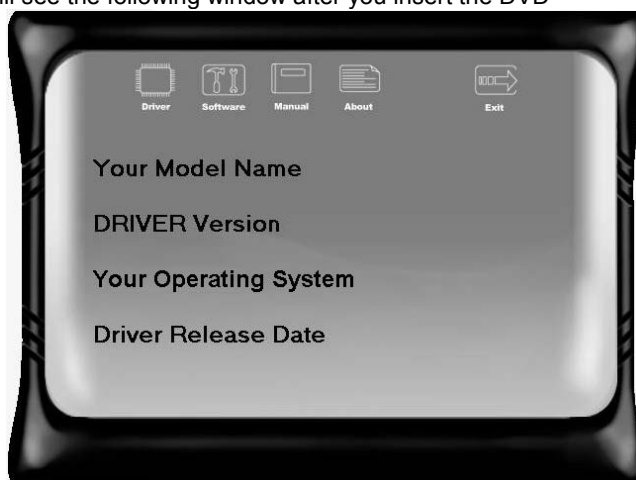 ll see the following window after you insert the DVD
Driver Software Manual About Exit
Your Model Name
DRIVER Version
Your Operating System
Driver Release Date